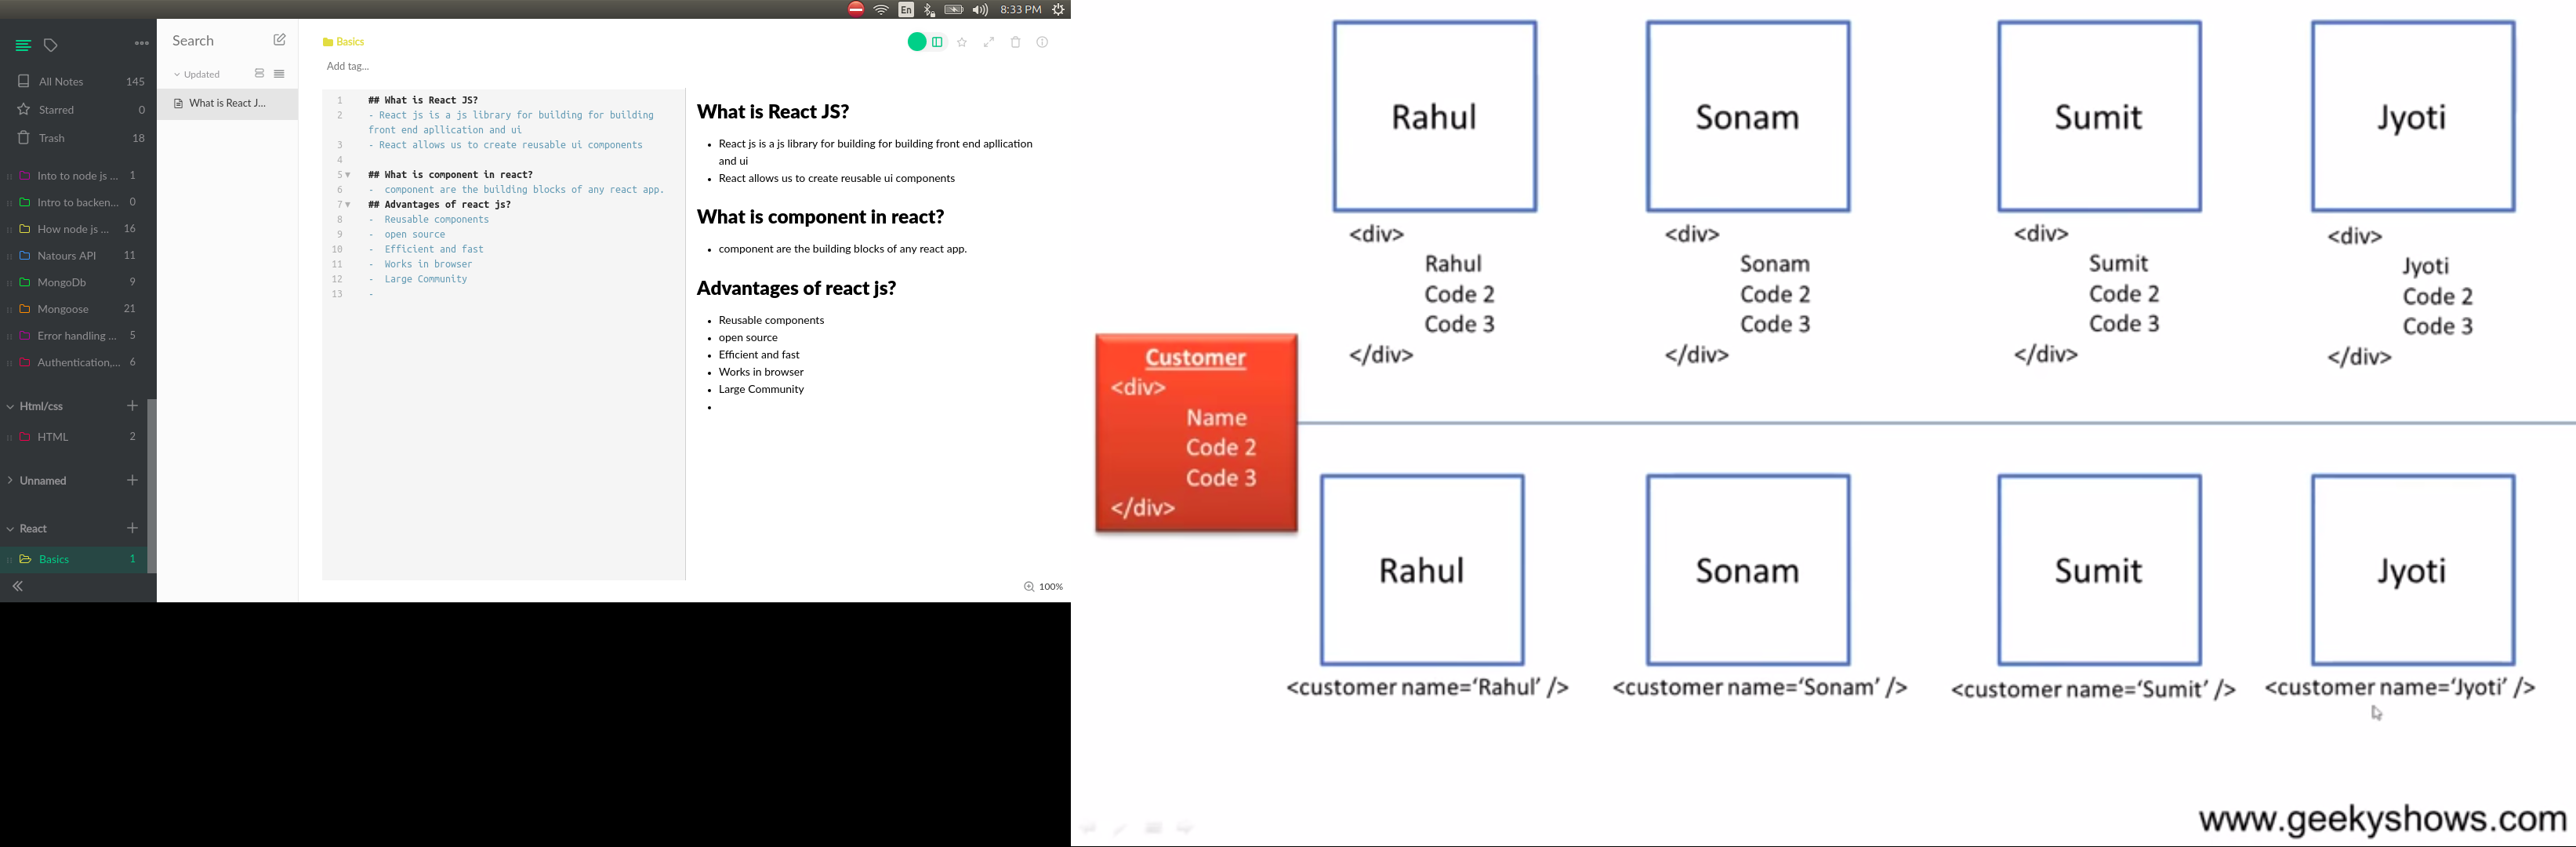 En
8:33 PM
All Notes 145
Starred 0
Trash 18
Into to node js ... 1
Intro to backen... 0
How node js ... 16
Natours API 11
MongoDb 9
Mongoose 21
Error handling ... 5
Authentication,... 6
Html/css
HTML 2
Unnamed
React
Basics 1
Search
Updated
What is React J...
Basics
Add tag...
1 ## What is React JS?
2 - React js is a js library for building for building
front end apllication and ui
3 - React allows us to create reusable ui components
4
5 ## What is component in react?
6 - component are the building blocks of any react app.
7 ## Advantages of react js?
8 - Reusable components
9 - open source
10 - Efficient and fast
11 - Works in browser
12 - Large Community
13 -
What is React JS?
• React js is a js library for building for building front end apllication
and ui
• React allows us to create reusable ui components
What is component in react?
• component are the building blocks of any react app.
Advantages of react js?
• Reusable components
• open source
• Efficient and fast
• Works in browser
• Large Community
•
100%
Rahul
<div>
Rahul
Code 2
Code 3
</div>
Sonam
<div>
Sonam
Code 2
Code 3
</div>
Sumit
<div>
Sumit
Code 2
Code 3
</div>
Jyoti
<div>
Jyoti
Code 2
Code 3
</div>
Customer
<div>
Name
Code 2
Code 3
</div>
Rahul
<customer name=‘Rahul’ />
Sonam
<customer name=‘Sonam’ />
Sumit
<customer name=‘Sumit’ />
Jyoti
<customer name=‘Jyoti’ />
www.geekyshows.com